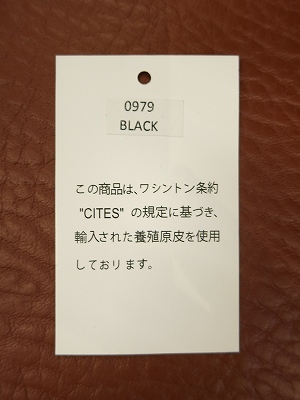 0979
BLACK
この商品は、ワシントン条約
"CITES" の規定に基づき、
輸入された養殖原皮を使用
しております。